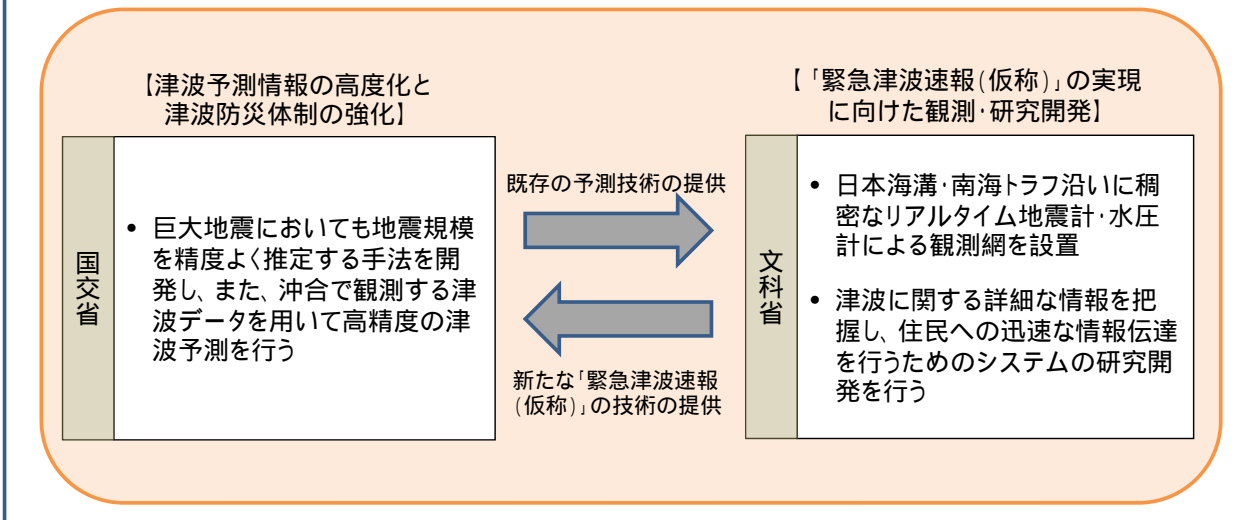 【津波予測情報の高度化と
津波防災体制の強化】
国交省
• 巨大地震においても地震規模
を精度よく推定する手法を開
発し、また、沖合で観測する津
波データを用いて高精度の津
波予測を行う
既存の予測技術の提供
新たな「緊急津波速報
(仮称)」の技術の提供
【「緊急津波速報(仮称)」の実現
に向けた観測・研究開発】
文科省
• 日本海溝・南海トラフ沿いに稠
密なリアルタイム地震計・水圧
計による観測網を設置
• 津波に関する詳細な情報を把
握し、住民への迅速な情報伝達
を行うためのシステムの研究開
発を行う